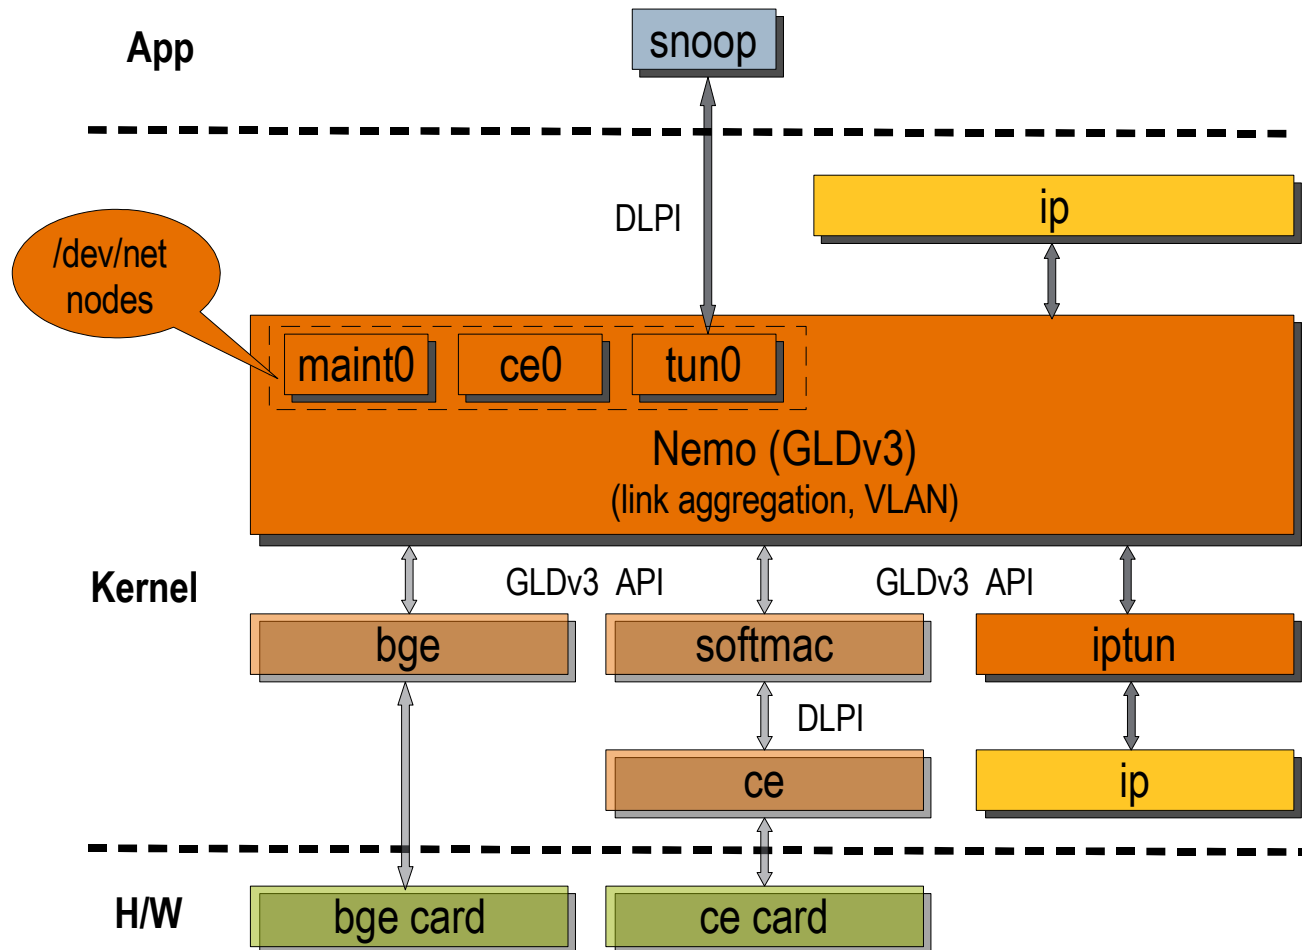 App
snoop
DLPI
ip
/dev/net
nodes
maint0
ce0
tun0
Nemo (GLDv3)
(link aggregation, VLAN)
Kernel
GLDv3 API
GLDv3 API
bge
softmac
iptun
DLPI
ce
ip
H/W
bge card
ce card